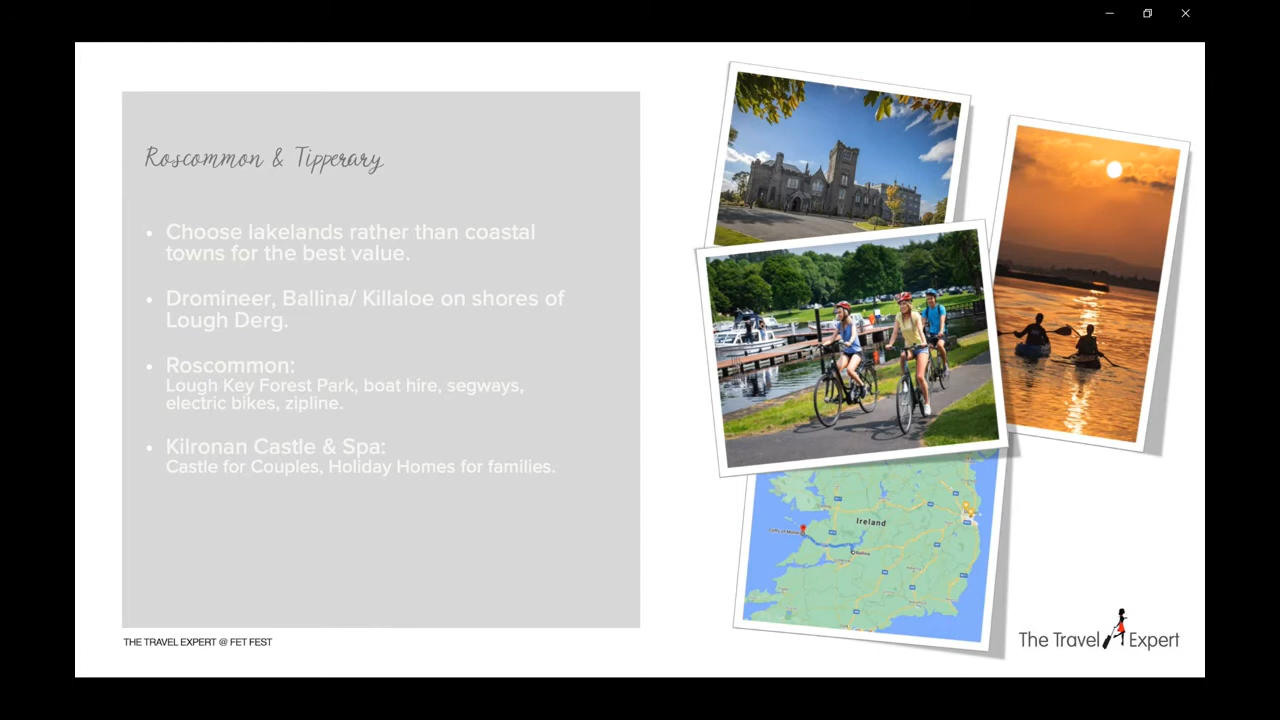 Roscommon & Tipperary
• Choose lakelands rather than coastal
towns for the best value.
• Dromineer, Ballina/ Killaloe on shores of
Lough Derg.
• Roscommon:
Lough Key Forest Park, boat hire, segways,
electric bikes, zipline.
• Kilronan Castle & Spa:
Castle for Couples, Holiday Homes for families.
Ireland
Ballina
THE TRAVEL EXPERT @ FET FEST
The Travel Expert